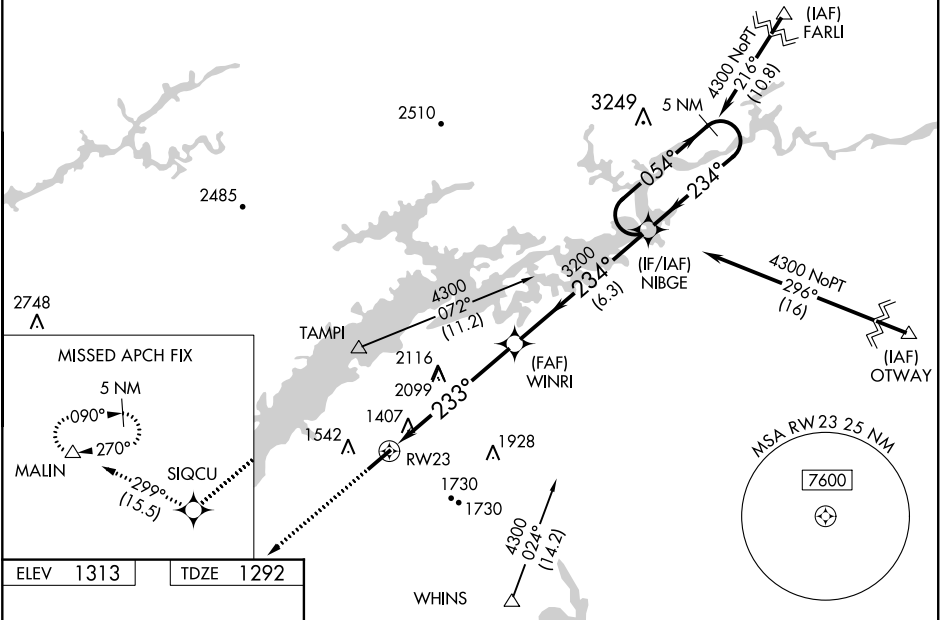 (IAF)
FARLI
4300 NoPT
216°
(10.8)
5 NM
3249
2510
2485
054°
234°
(IF/IAF)
NIBGE
3200
234°
(6.3)
4300 NoPT
296°
(16)
(IAF)
OTWAY
4300
072°
(11.2)
TAMPI
2748
(FAF)
WINRI
2116
2099
233°
1407
1542
RW23
1928
1730
1730
4300
024°
(14.2)
WHINS
MISSED APCH FIX
5 NM
090°
270°
MALIN
SIQCU
299°
(15.5)
MSA RW 23 25 NM
7600
ELEV 1313
TDZE 1292